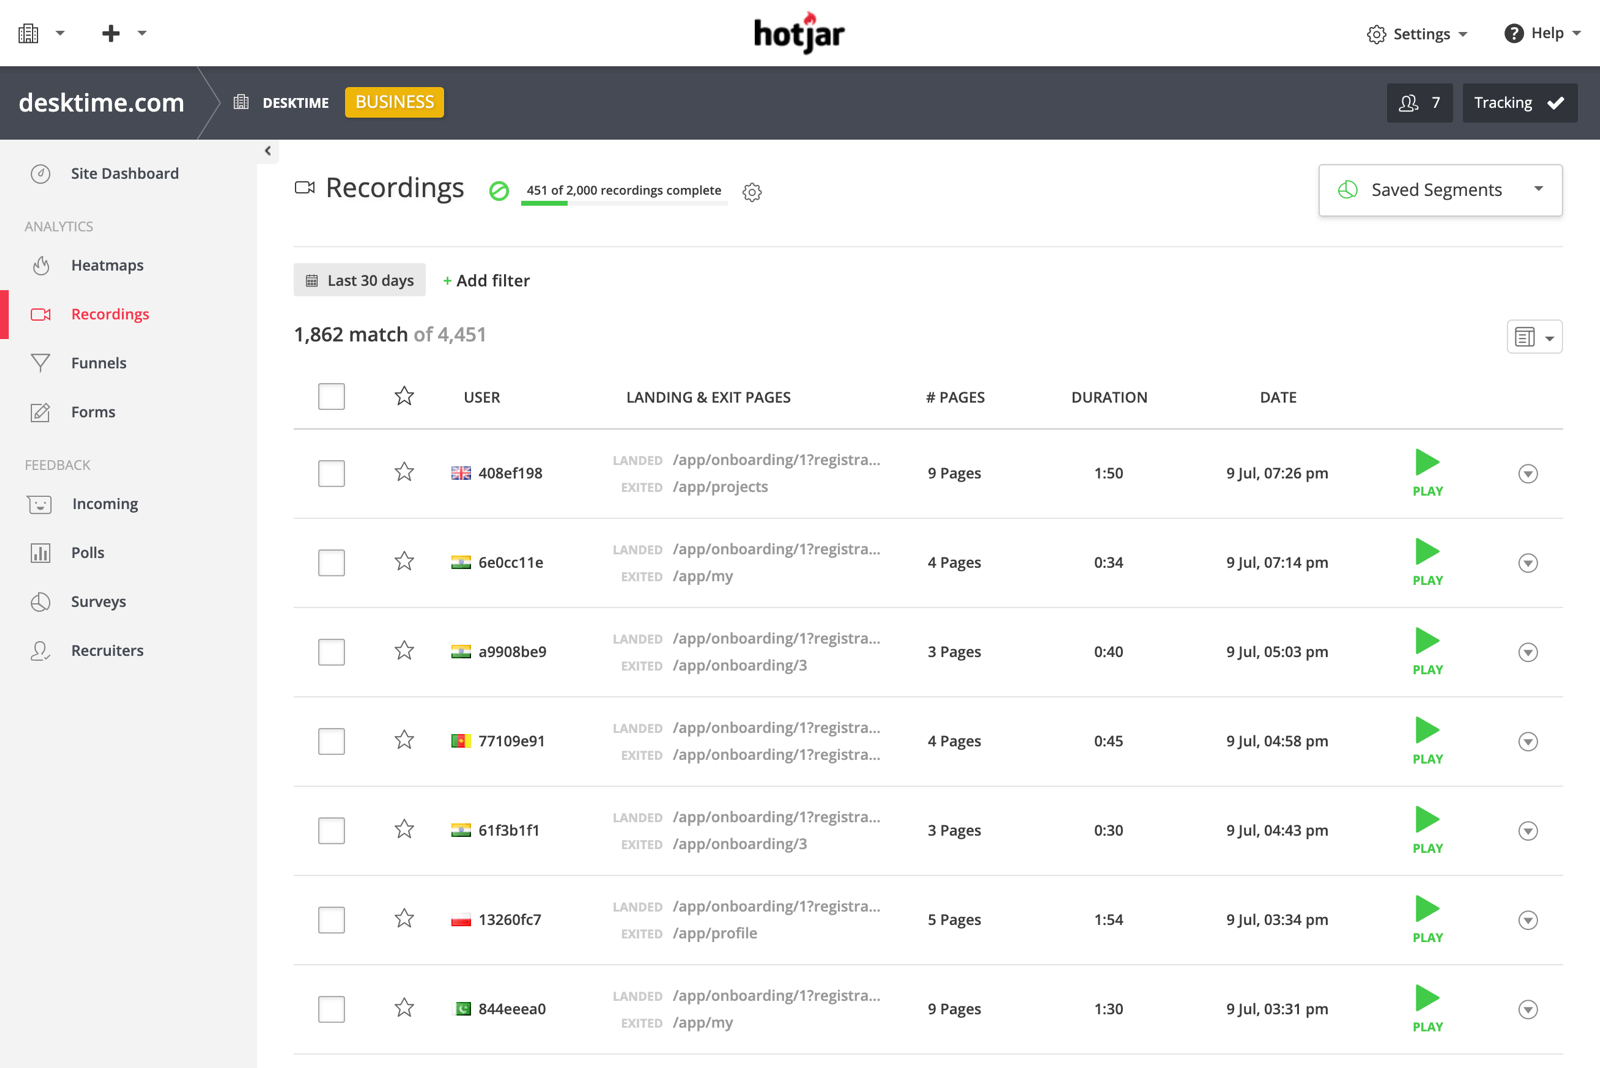 hotjar
Settings
Help
desktime.com
DESKTIME
BUSINESS
7
Tracking
Site Dashboard
ANALYTICS
Heatmaps
Recordings
Funnels
Forms
FEEDBACK
Incoming
Polls
Surveys
Recruiters
Recordings
451 of 2,000 recordings complete
Saved Segments
Last 30 days
+ Add filter
1,862 match of 4,451
USER LANDING & EXIT PAGES # PAGES DURATION DATE
408ef198 LANDED /app/onboarding/1?registra... 9 Pages 1:50 9 Jul, 07:26 pm
EXITED /app/projects PLAY
6e0cc11e LANDED /app/onboarding/1?registra... 4 Pages 0:34 9 Jul, 07:14 pm
EXITED /app/my PLAY
a9908be9 LANDED /app/onboarding/1?registra... 3 Pages 0:40 9 Jul, 05:03 pm
EXITED /app/onboarding/3 PLAY
77109e91 LANDED /app/onboarding/1?registra... 4 Pages 0:45 9 Jul, 04:58 pm
EXITED /app/onboarding/1?registra... PLAY
61f3b1f1 LANDED /app/onboarding/1?registra... 3 Pages 0:30 9 Jul, 04:43 pm
EXITED /app/onboarding/3 PLAY
13260fc7 LANDED /app/onboarding/1?registra... 5 Pages 1:54 9 Jul, 03:34 pm
EXITED /app/profile PLAY
844eeea0 LANDED /app/onboarding/1?registra... 9 Pages 1:30 9 Jul, 03:31 pm
EXITED /app/my PLAY